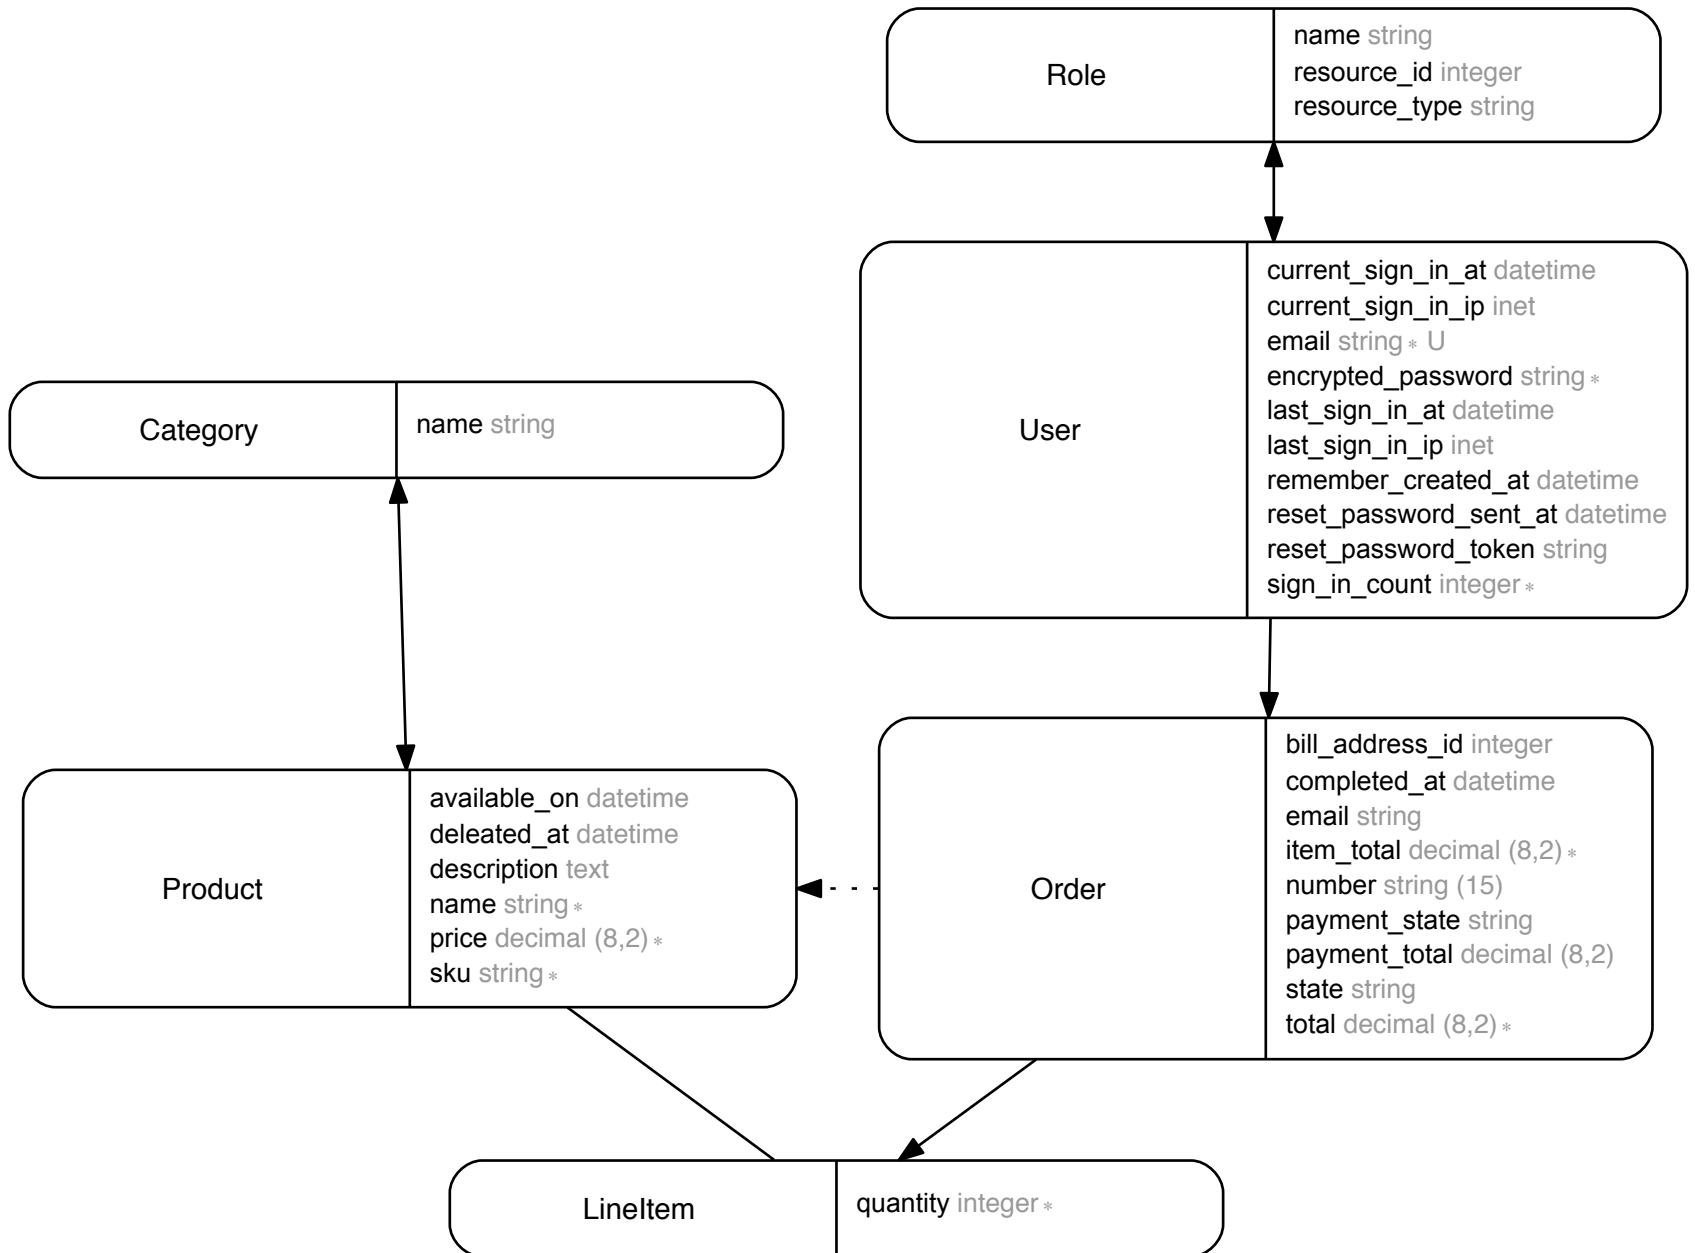 Role
name string
resource_id integer
resource_type string
User
current_sign_in_at datetime
current_sign_in_ip inet
email string ∗ U
encrypted_password string ∗
last_sign_in_at datetime
last_sign_in_ip inet
remember_created_at datetime
reset_password_sent_at datetime
reset_password_token string
sign_in_count integer ∗
Category
name string
Product
available_on datetime
deleated_at datetime
description text
name string ∗
price decimal (8,2) ∗
sku string ∗
Order
bill_address_id integer
completed_at datetime
email string
item_total decimal (8,2) ∗
number string (15)
payment_state string
payment_total decimal (8,2)
state string
total decimal (8,2) ∗
LineItem
quantity integer ∗